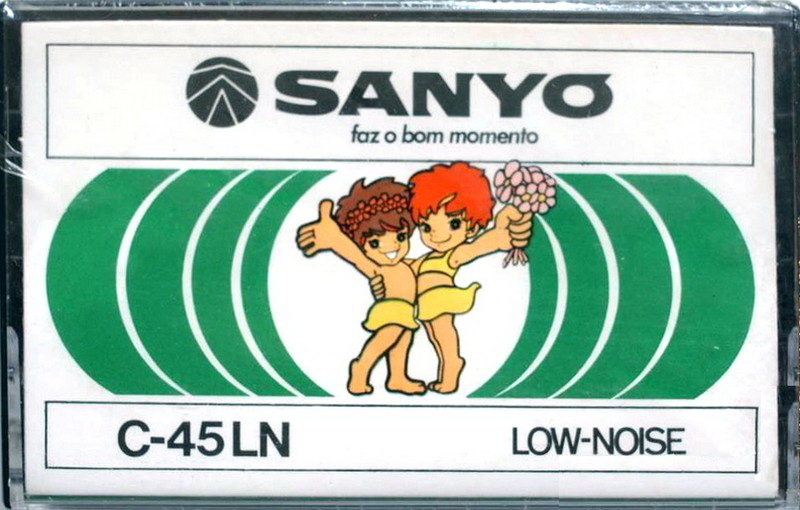 SANYO
faz o bom momento
C-45 LN
LOW-NOISE